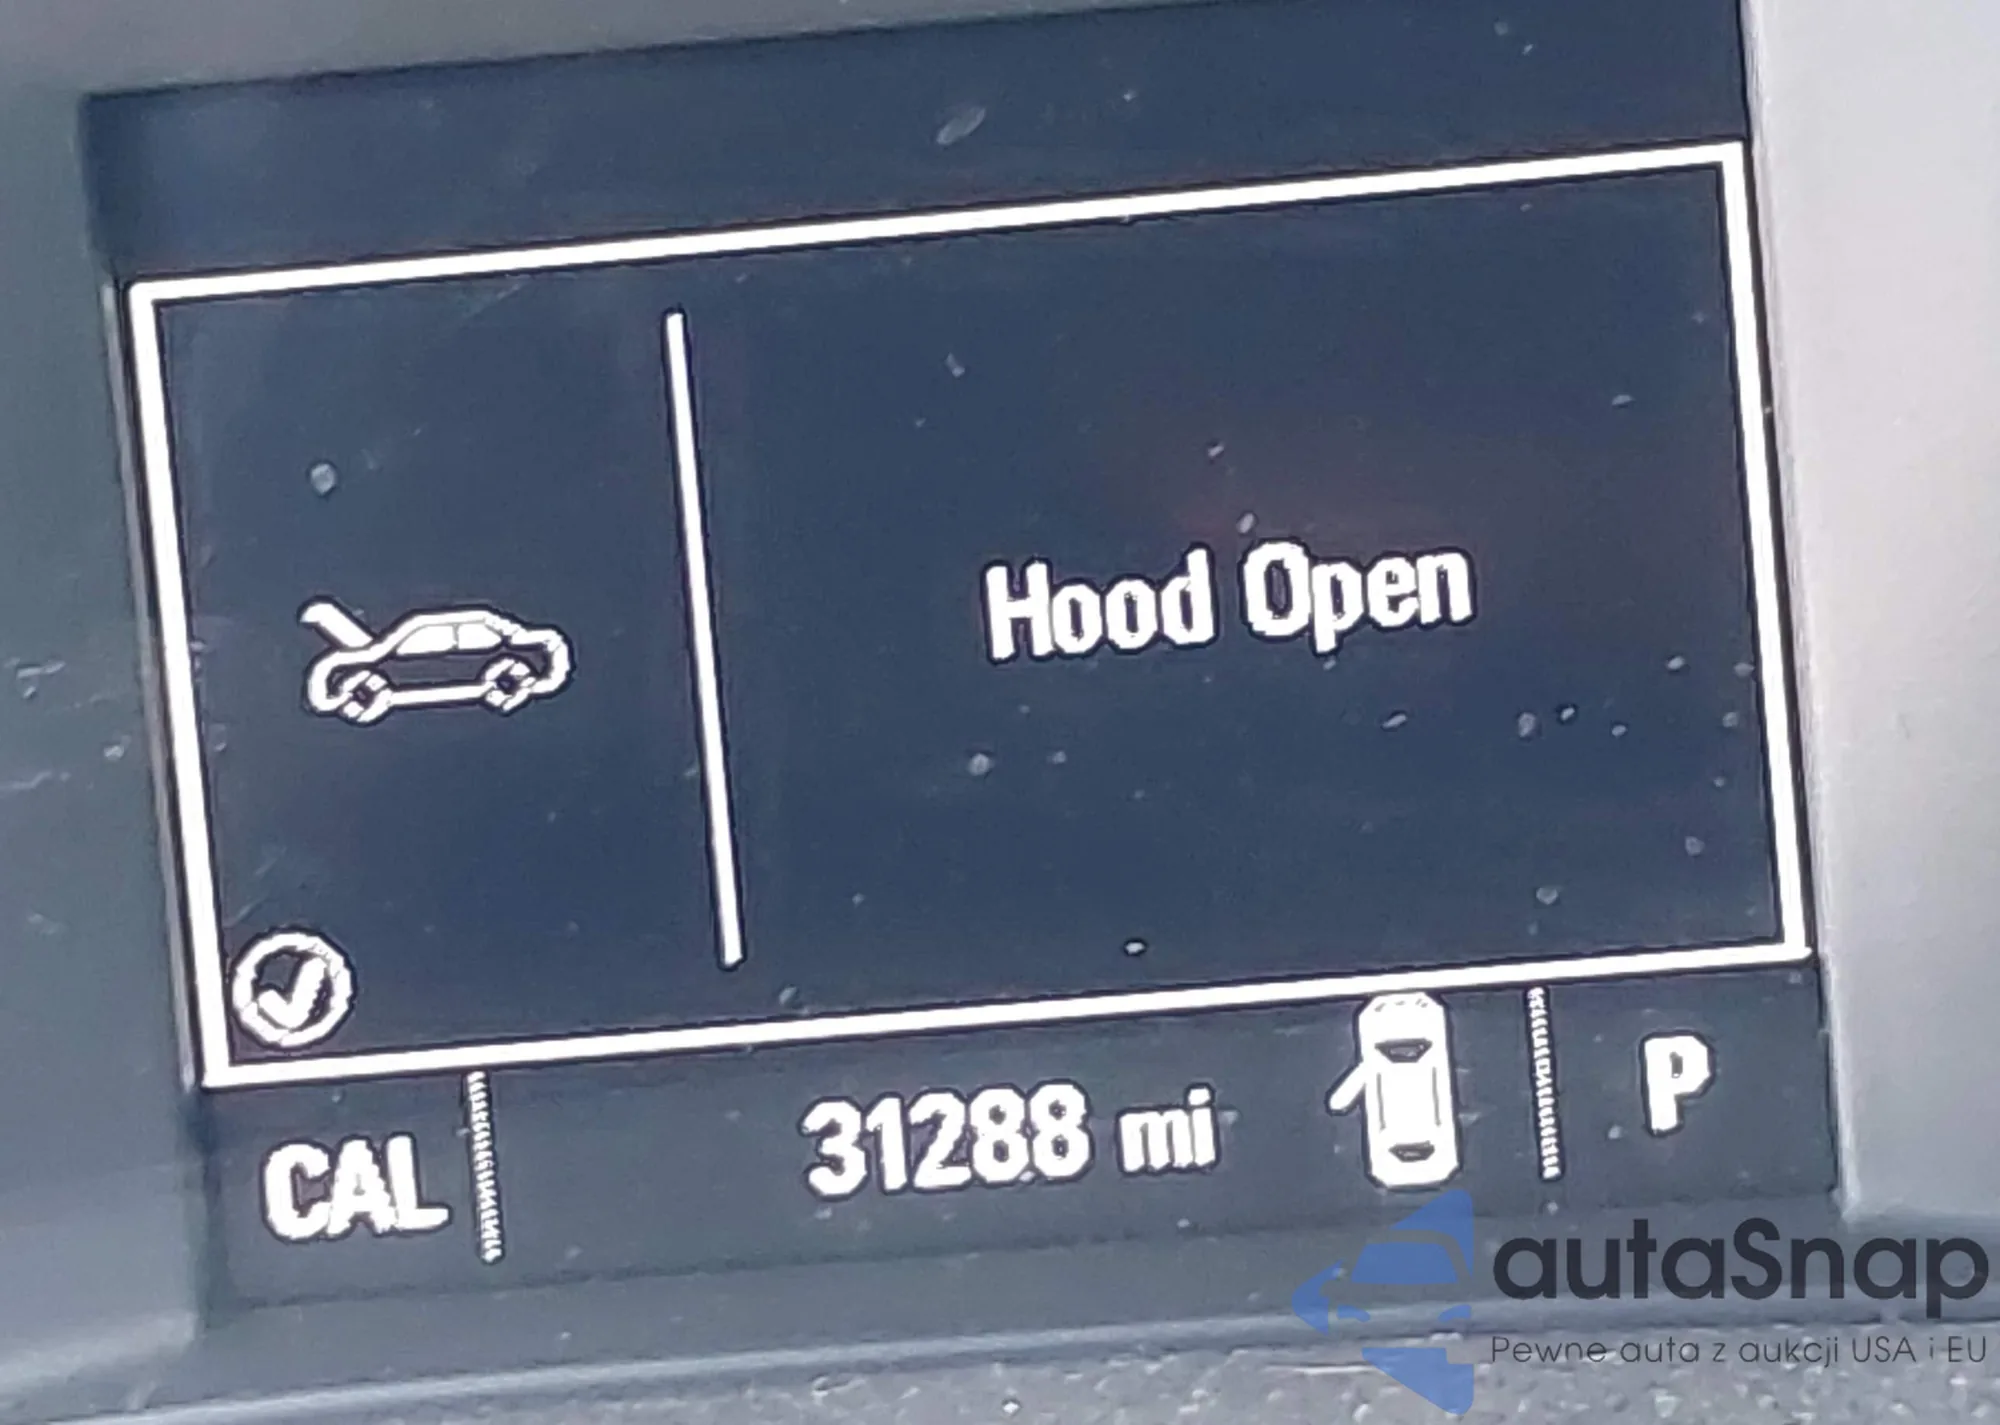 Hood Open
CAL
31288 mi
P
autaSnap
Pewne auta z aukcji USA i EU